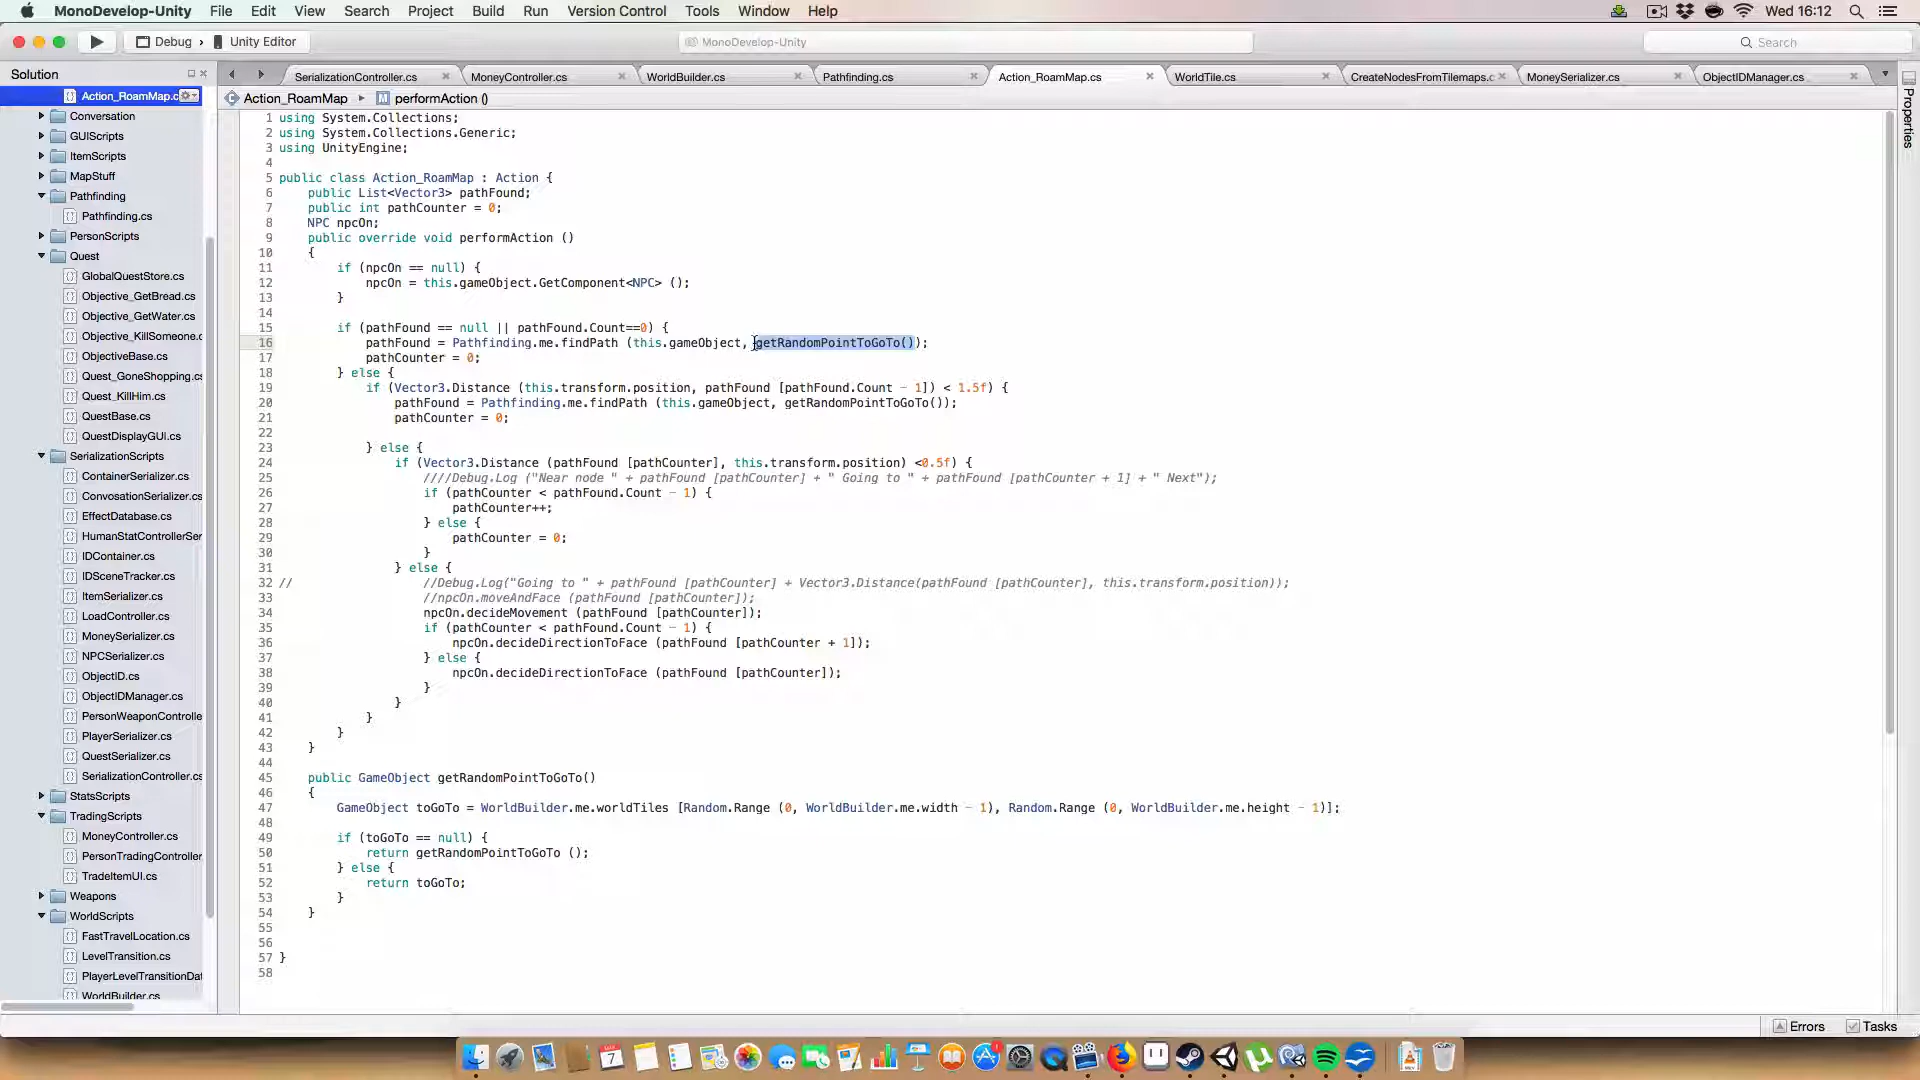 MonoDevelop-Unity File Edit View Search Project Build Run Version Control Tools Window Help Wed 16:12
Debug › Unity Editor MonoDevelop-Unity Search
Solution SerializationController.cs MoneyController.cs WorldBuilder.cs Pathfinding.cs Action_RoamMap.cs WorldTile.cs CreateNodesFromTilemaps.c MoneySerializer.cs ObjectIDManager.cs
Action_RoamMap.c
Conversation
GUIScripts
ItemScripts
MapStuff
Pathfinding
Pathfinding.cs
PersonScripts
Quest
GlobalQuestStore.cs
Objective_GetBread.cs
Objective_GetWater.cs
Objective_KillSomeone.c
ObjectiveBase.cs
Quest_GoneShopping.cs
Quest_KillHim.cs
QuestBase.cs
QuestDisplayGUI.cs
SerializationScripts
ContainerSerializer.cs
ConvosationSerializer.cs
EffectDatabase.cs
HumanStatControllerSer
IDContainer.cs
IDSceneTracker.cs
ItemSerializer.cs
LoadController.cs
MoneySerializer.cs
NPCSerializer.cs
ObjectID.cs
ObjectIDManager.cs
PersonWeaponControlle
PlayerSerializer.cs
QuestSerializer.cs
SerializationController.cs
StatsScripts
TradingScripts
MoneyController.cs
PersonTradingController
TradeItemUI.cs
Weapons
WorldScripts
FastTravelLocation.cs
LevelTransition.cs
PlayerLevelTransitionDat
WorldBuilder.cs
Action_RoamMap ▸ performAction ()
1 using System.Collections;
2 using System.Collections.Generic;
3 using UnityEngine;
4
5 public class Action_RoamMap : Action {
6 public List<Vector3> pathFound;
7 public int pathCounter = 0;
8 NPC npcOn;
9 public override void performAction ()
10 {
11 if (npcOn == null) {
12 npcOn = this.gameObject.GetComponent<NPC> ();
13 }
14
15 if (pathFound == null || pathFound.Count==0) {
16 pathFound = Pathfinding.me.findPath (this.gameObject, getRandomPointToGoTo());
17 pathCounter = 0;
18 } else {
19 if (Vector3.Distance (this.transform.position, pathFound [pathFound.Count - 1]) < 1.5f) {
20 pathFound = Pathfinding.me.findPath (this.gameObject, getRandomPointToGoTo());
21 pathCounter = 0;
22
23 } else {
24 if (Vector3.Distance (pathFound [pathCounter], this.transform.position) <0.5f) {
25 ////Debug.Log ("Near node " + pathFound [pathCounter] + " Going to " + pathFound [pathCounter + 1] + " Next");
26 if (pathCounter < pathFound.Count - 1) {
27 pathCounter++;
28 } else {
29 pathCounter = 0;
30 }
31 } else {
32 // //Debug.Log("Going to " + pathFound [pathCounter] + Vector3.Distance(pathFound [pathCounter], this.transform.position));
33 //npcOn.moveAndFace (pathFound [pathCounter]);
34 npcOn.decideMovement (pathFound [pathCounter]);
35 if (pathCounter < pathFound.Count - 1) {
36 npcOn.decideDirectionToFace (pathFound [pathCounter + 1]);
37 } else {
38 npcOn.decideDirectionToFace (pathFound [pathCounter]);
39 }
40 }
41 }
42 }
43 }
44
45 public GameObject getRandomPointToGoTo()
46 {
47 GameObject toGoTo = WorldBuilder.me.worldTiles [Random.Range (0, WorldBuilder.me.width - 1), Random.Range (0, WorldBuilder.me.height - 1)];
48
49 if (toGoTo == null) {
50 return getRandomPointToGoTo ();
51 } else {
52 return toGoTo;
53 }
54 }
55
56
57 }
58
Properties
Errors Tasks
7